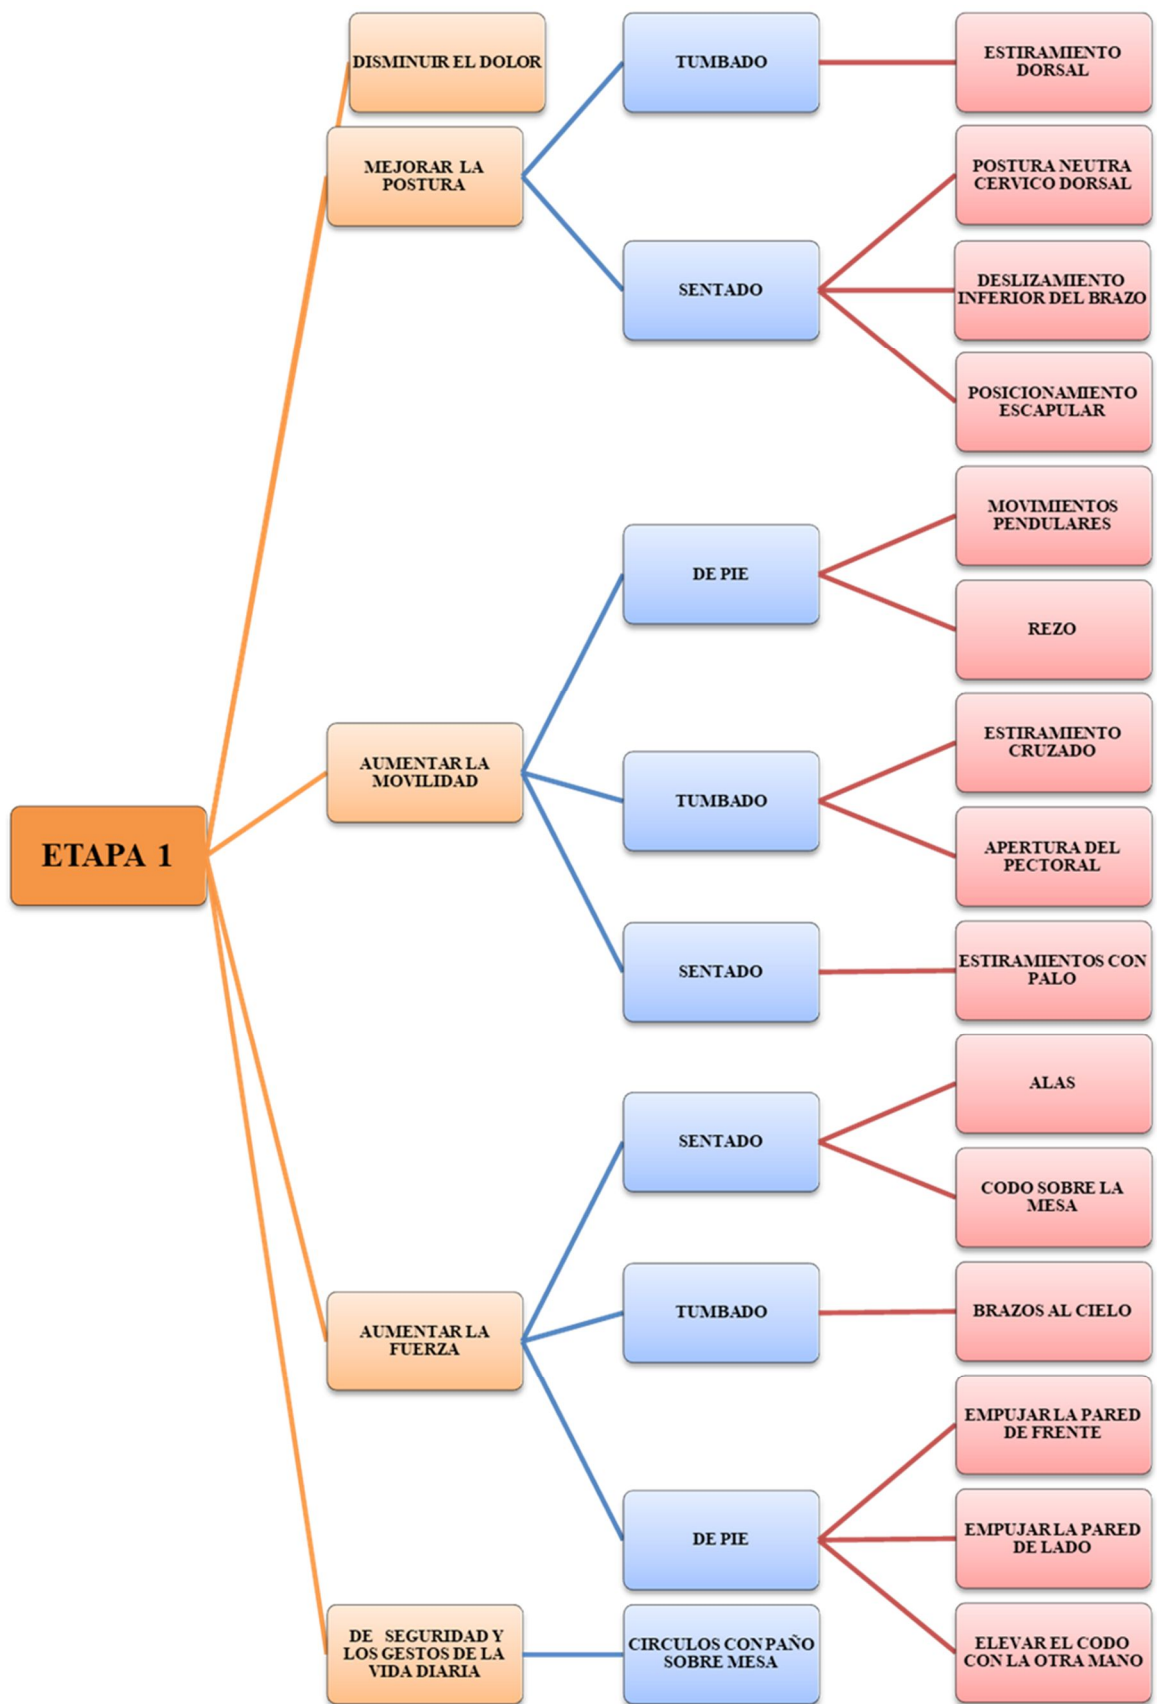 ETAPA 1
DISMINUIR EL DOLOR
MEJORAR LA
POSTURA
TUMBADO
ESTIRAMIENTO
DORSAL
SENTADO
POSTURA NEUTRA
CERVICO DORSAL
DESLIZAMIENTO
INFERIOR DEL BRAZO
POSICIONAMIENTO
ESCAPULAR
AUMENTAR LA
MOVILIDAD
DE PIE
MOVIMIENTOS
PENDULARES
REZO
TUMBADO
ESTIRAMIENTO
CRUZADO
APERTURA DEL
PECTORAL
SENTADO
ESTIRAMIENTOS CON
PALO
AUMENTAR LA
FUERZA
SENTADO
ALAS
CODO SOBRE LA
MESA
TUMBADO
BRAZOS AL CIELO
DE PIE
EMPUJAR LA PARED
DE FRENTE
EMPUJAR LA PARED
DE LADO
ELEVAR EL CODO
CON LA OTRA MANO
DE SEGURIDAD Y
LOS GESTOS DE LA
VIDA DIARIA
CIRCULOS CON PAÑO
SOBRE MESA